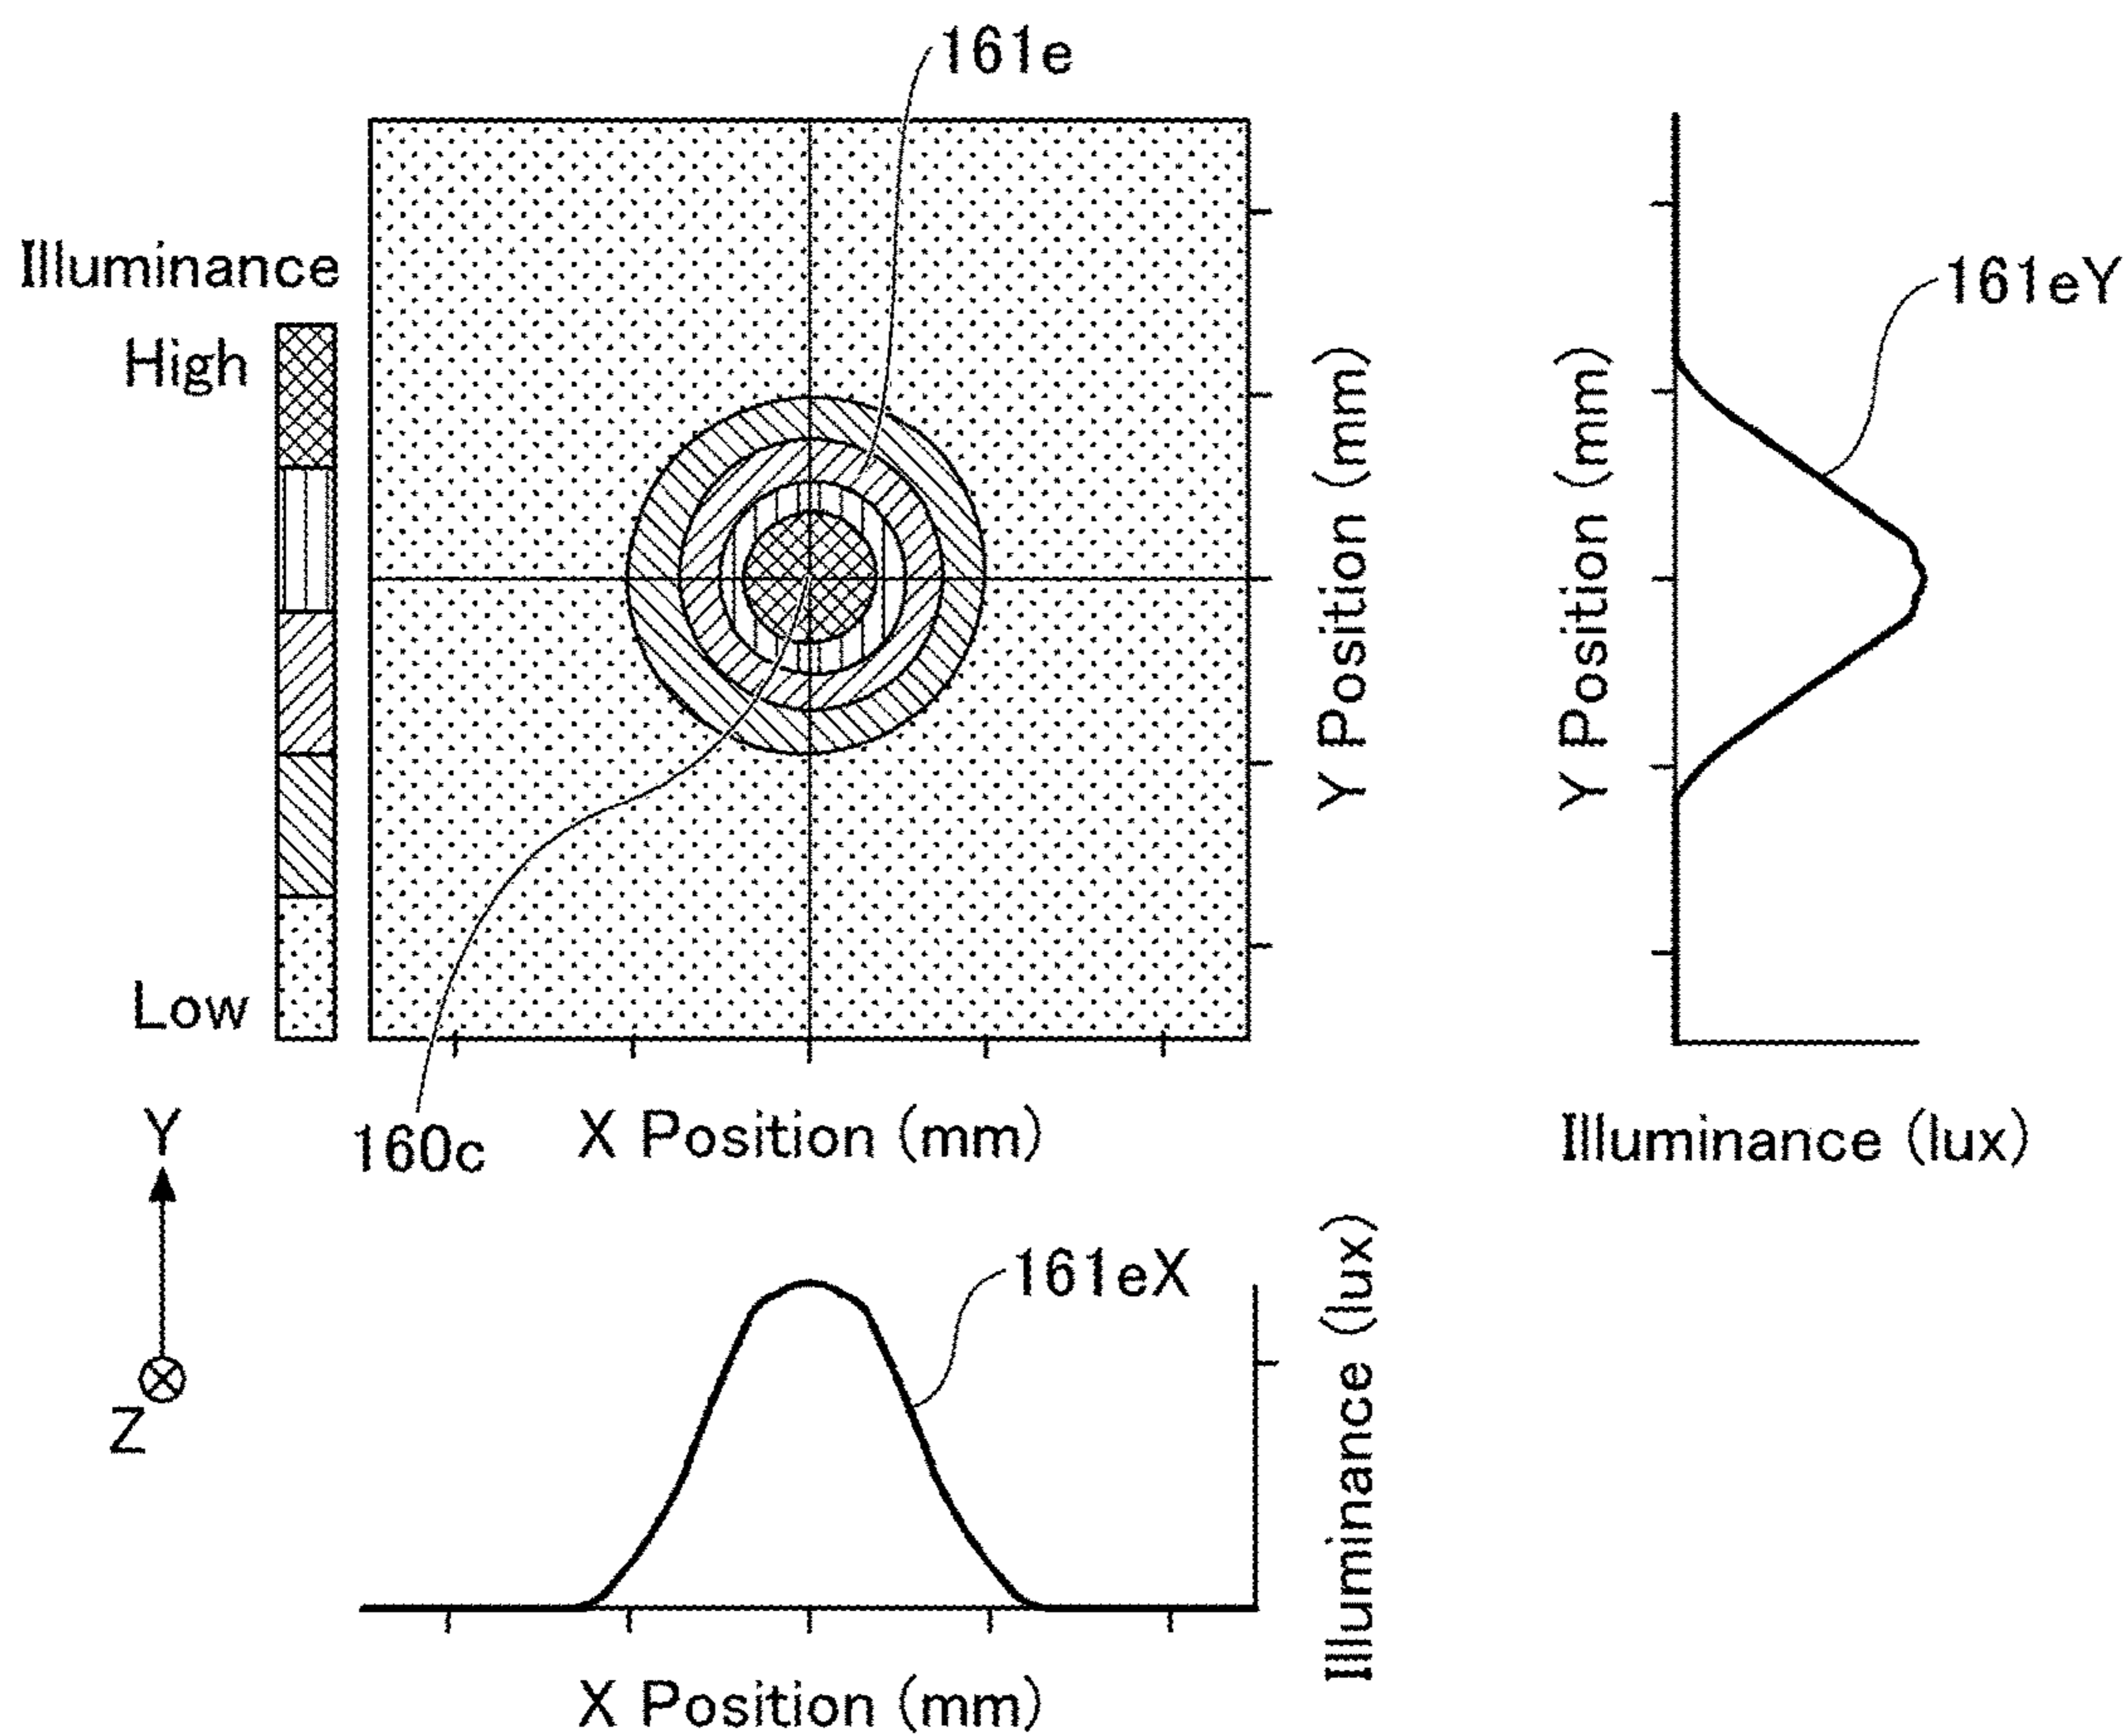 161e
161eY
Illuminance
High
Low
Y Position (mm)
Y Position (mm)
160c
X Position (mm)
Illuminance (lux)
Y
Z
161eX
Illuminance (lux)
X Position (mm)